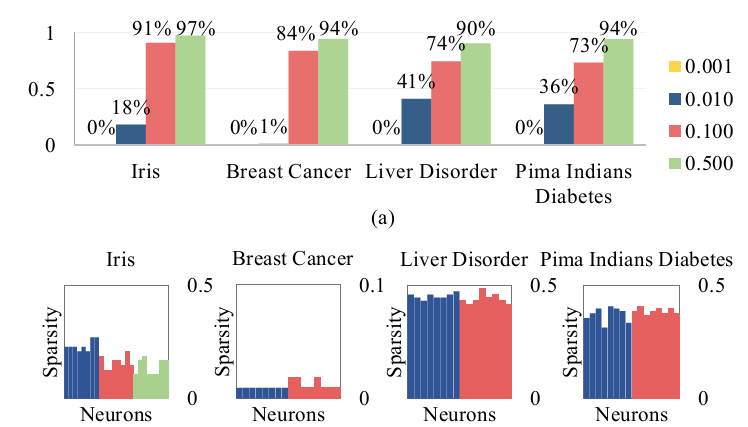 1
0.5
0
0%
18%
91%
97%
0%
1%
84%
94%
0%
41%
74%
90%
0%
36%
73%
94%
0.001
0.010
0.100
0.500
Iris
Breast Cancer
Liver Disorder
Pima Indians
Diabetes
(a)
Iris
Breast Cancer
Liver Disorder
Pima Indians Diabetes
Sparsity
0.5
0
Neurons
Sparsity
0.1
0
Neurons
Sparsity
0.5
0
Neurons
Sparsity
0.5
0
Neurons